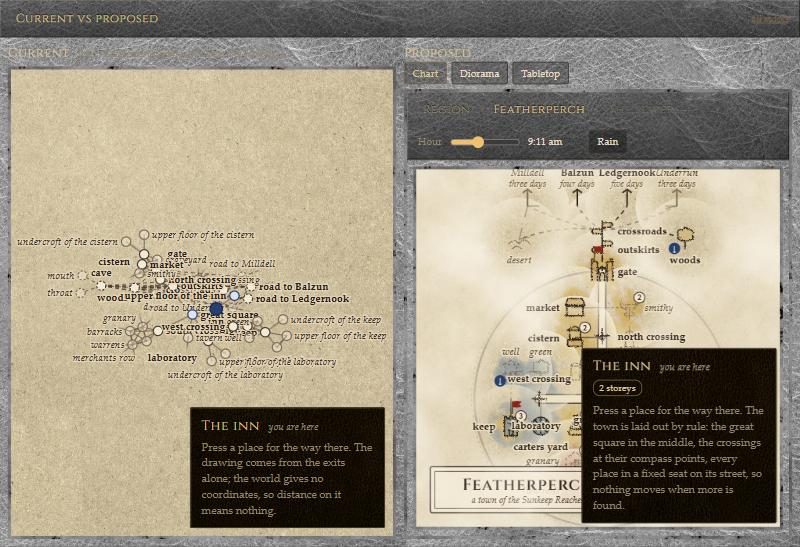 Current vs proposed
Current
upper floor of the cistern
undercroft of the cistern
gate
cistern
market
road to Milldell
smithy
mouth
cave
north crossing
outskirts
road to Balzun
throat
wood
upper floor of the inn
road to Ledgernook
great square
granary
undercroft of the keep
barracks
west crossing
keep
upper floor of the keep
warrens
tavern well
merchants row
laboratory
upper floor of the laboratory
undercroft of the laboratory
The inn you are here
Press a place for the way there. The
drawing comes from the exits
alone; the world gives no
coordinates, so distance on it
means nothing.
Proposed
Chart
Diorama
Tabletop
Region
Featherperch
Hour
9:11 am
Rain
Milldell
three days
Balzun
four days
Ledgernook
five days
Underrun
three days
crossroads
desert
outskirts
woods
gate
market
2
smithy
cistern
2
north crossing
well
green
west crossing
keep
3
laboratory
carters yard
granary
Featherperc
a town of the Sunkeep Reache
The inn you are here
2 storeys
Press a place for the way there. The
town is laid out by rule: the great
square in the middle, the crossings
at their compass points, every
place in a fixed seat on its street, so
nothing moves when more is
found.